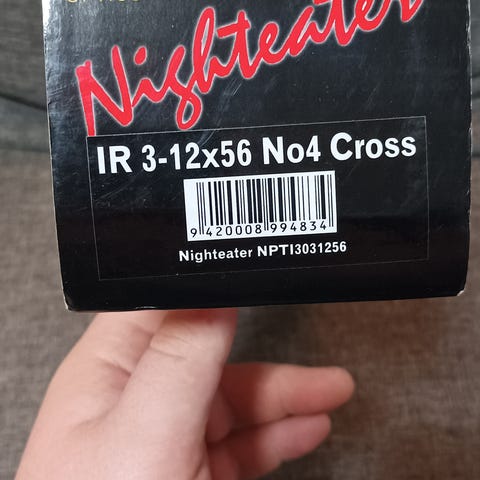 Nighteater
IR 3-12x56 No4 Cross
9 420008 994834
Nighteater NPTI3031256